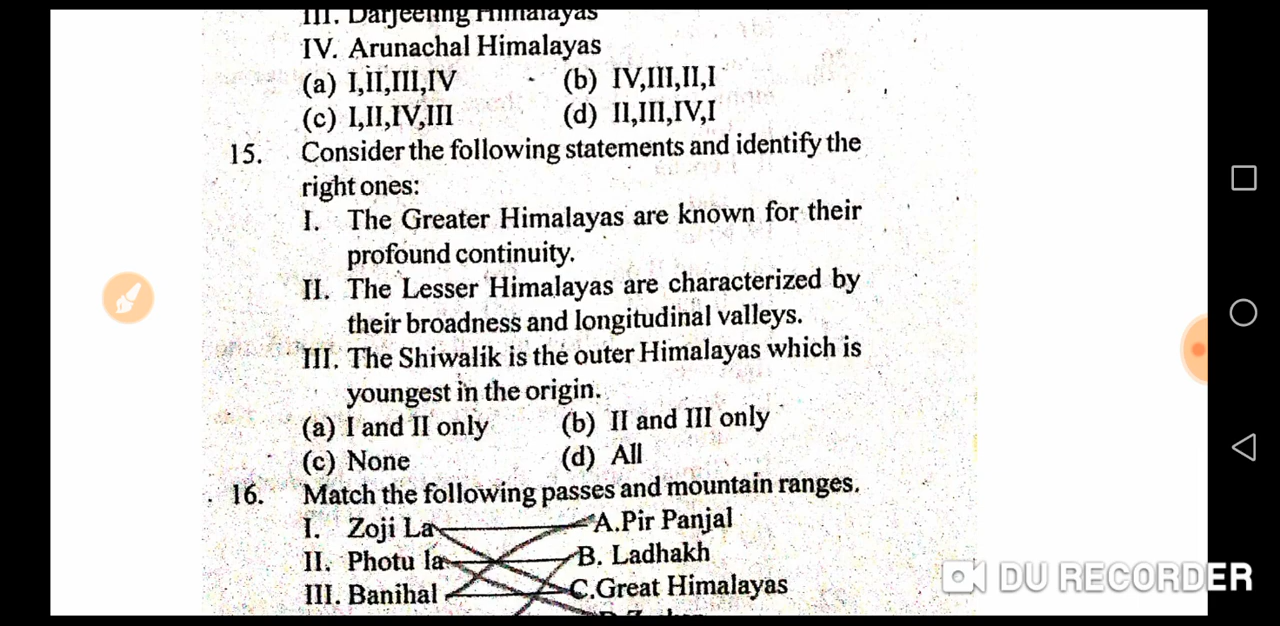 III. Darjeeling Himalayas
IV. Arunachal Himalayas
(a) I,II,III,IV (b) IV,III,II,I
(c) I,II,IV,III (d) II,III,IV,I
15. Consider the following statements and identify the
right ones:
I. The Greater Himalayas are known for their
profound continuity.
II. The Lesser Himalayas are characterized by
their broadness and longitudinal valleys.
III. The Shiwalik is the outer Himalayas which is
youngest in the origin.
(a) I and II only (b) II and III only
(c) None (d) All
16. Match the following passes and mountain ranges.
I. Zoji La A.Pir Panjal
II. Photu la B. Ladhakh
III. Banihal C.Great Himalayas
DU RECORDER